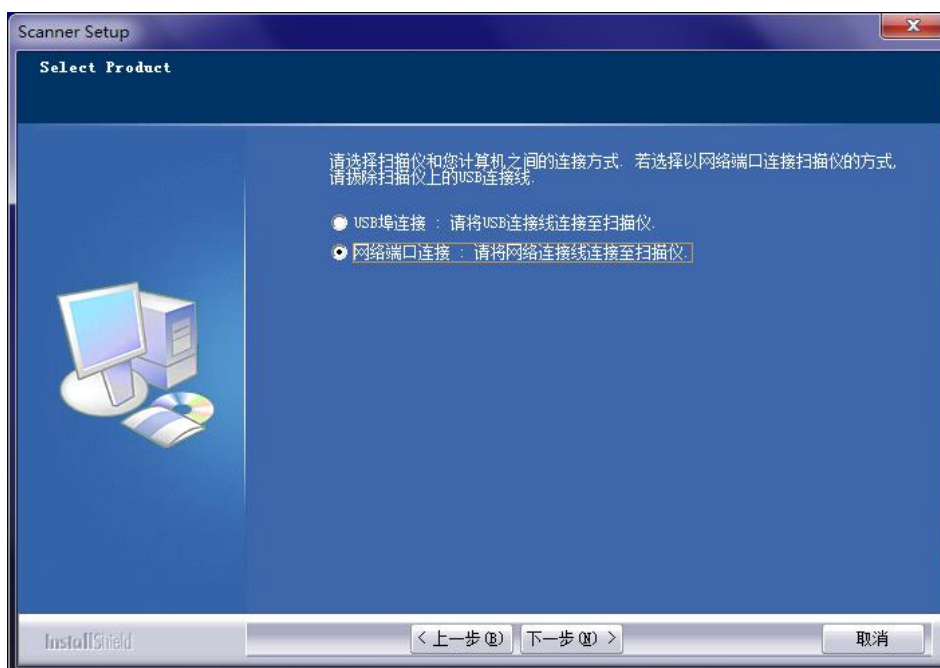 Scanner Setup
Select Product
请选择扫描仪和您计算机之间的连接方式. 若选择以网络端口连接扫描仪的方式,
请拔除扫描仪上的USB连接线.
USB埠连接 : 请将USB连接线连接至扫描仪.
网络端口连接 : 请将网络连接线连接至扫描仪.
InstallShield
< 上一步(B)
下一步(N) >
取消